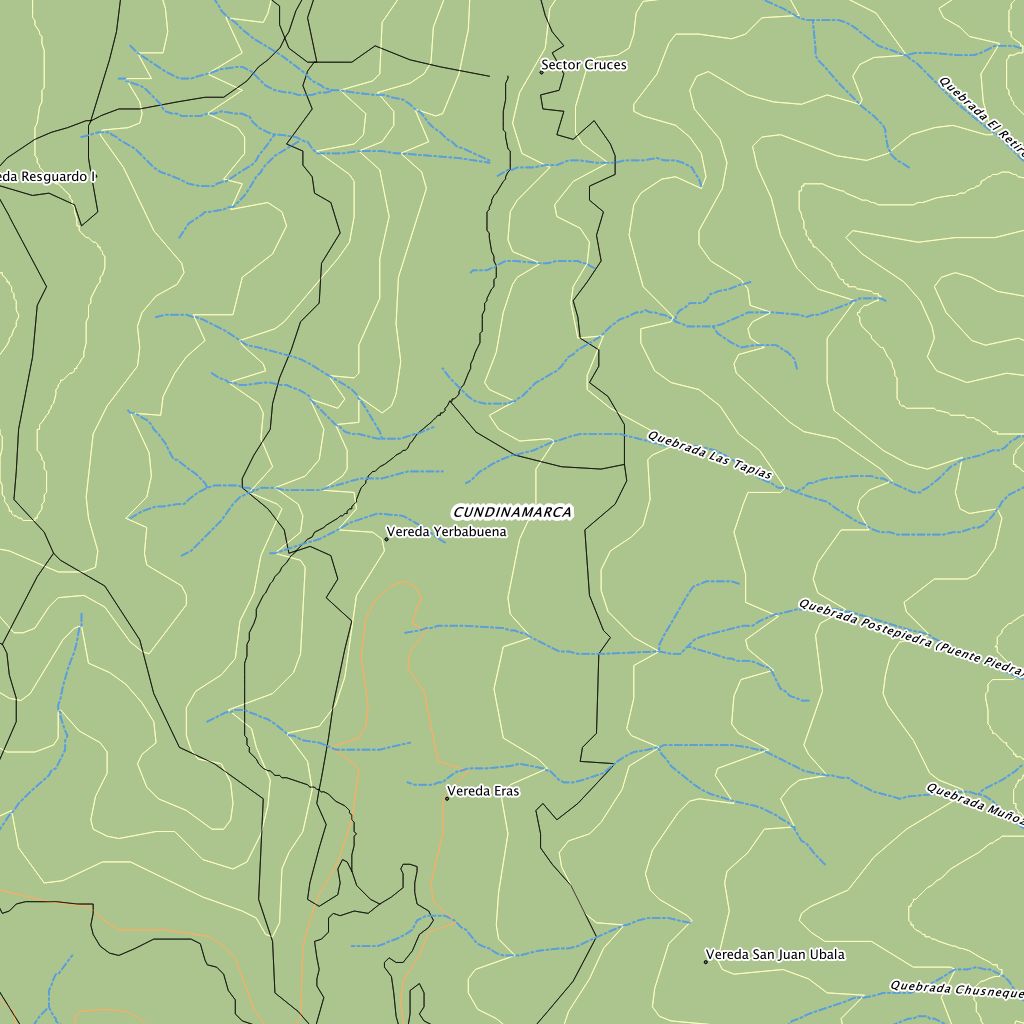 Sector Cruces
Quebrada El Retiro
eda Resguardo I
Quebrada Las Tapias
CUNDINAMARCA
Vereda Yerbabuena
Quebrada Postepiedra (Puente Piedra)
Vereda Eras
Quebrada Muñoz
Vereda San Juan Ubala
Quebrada Chusneque